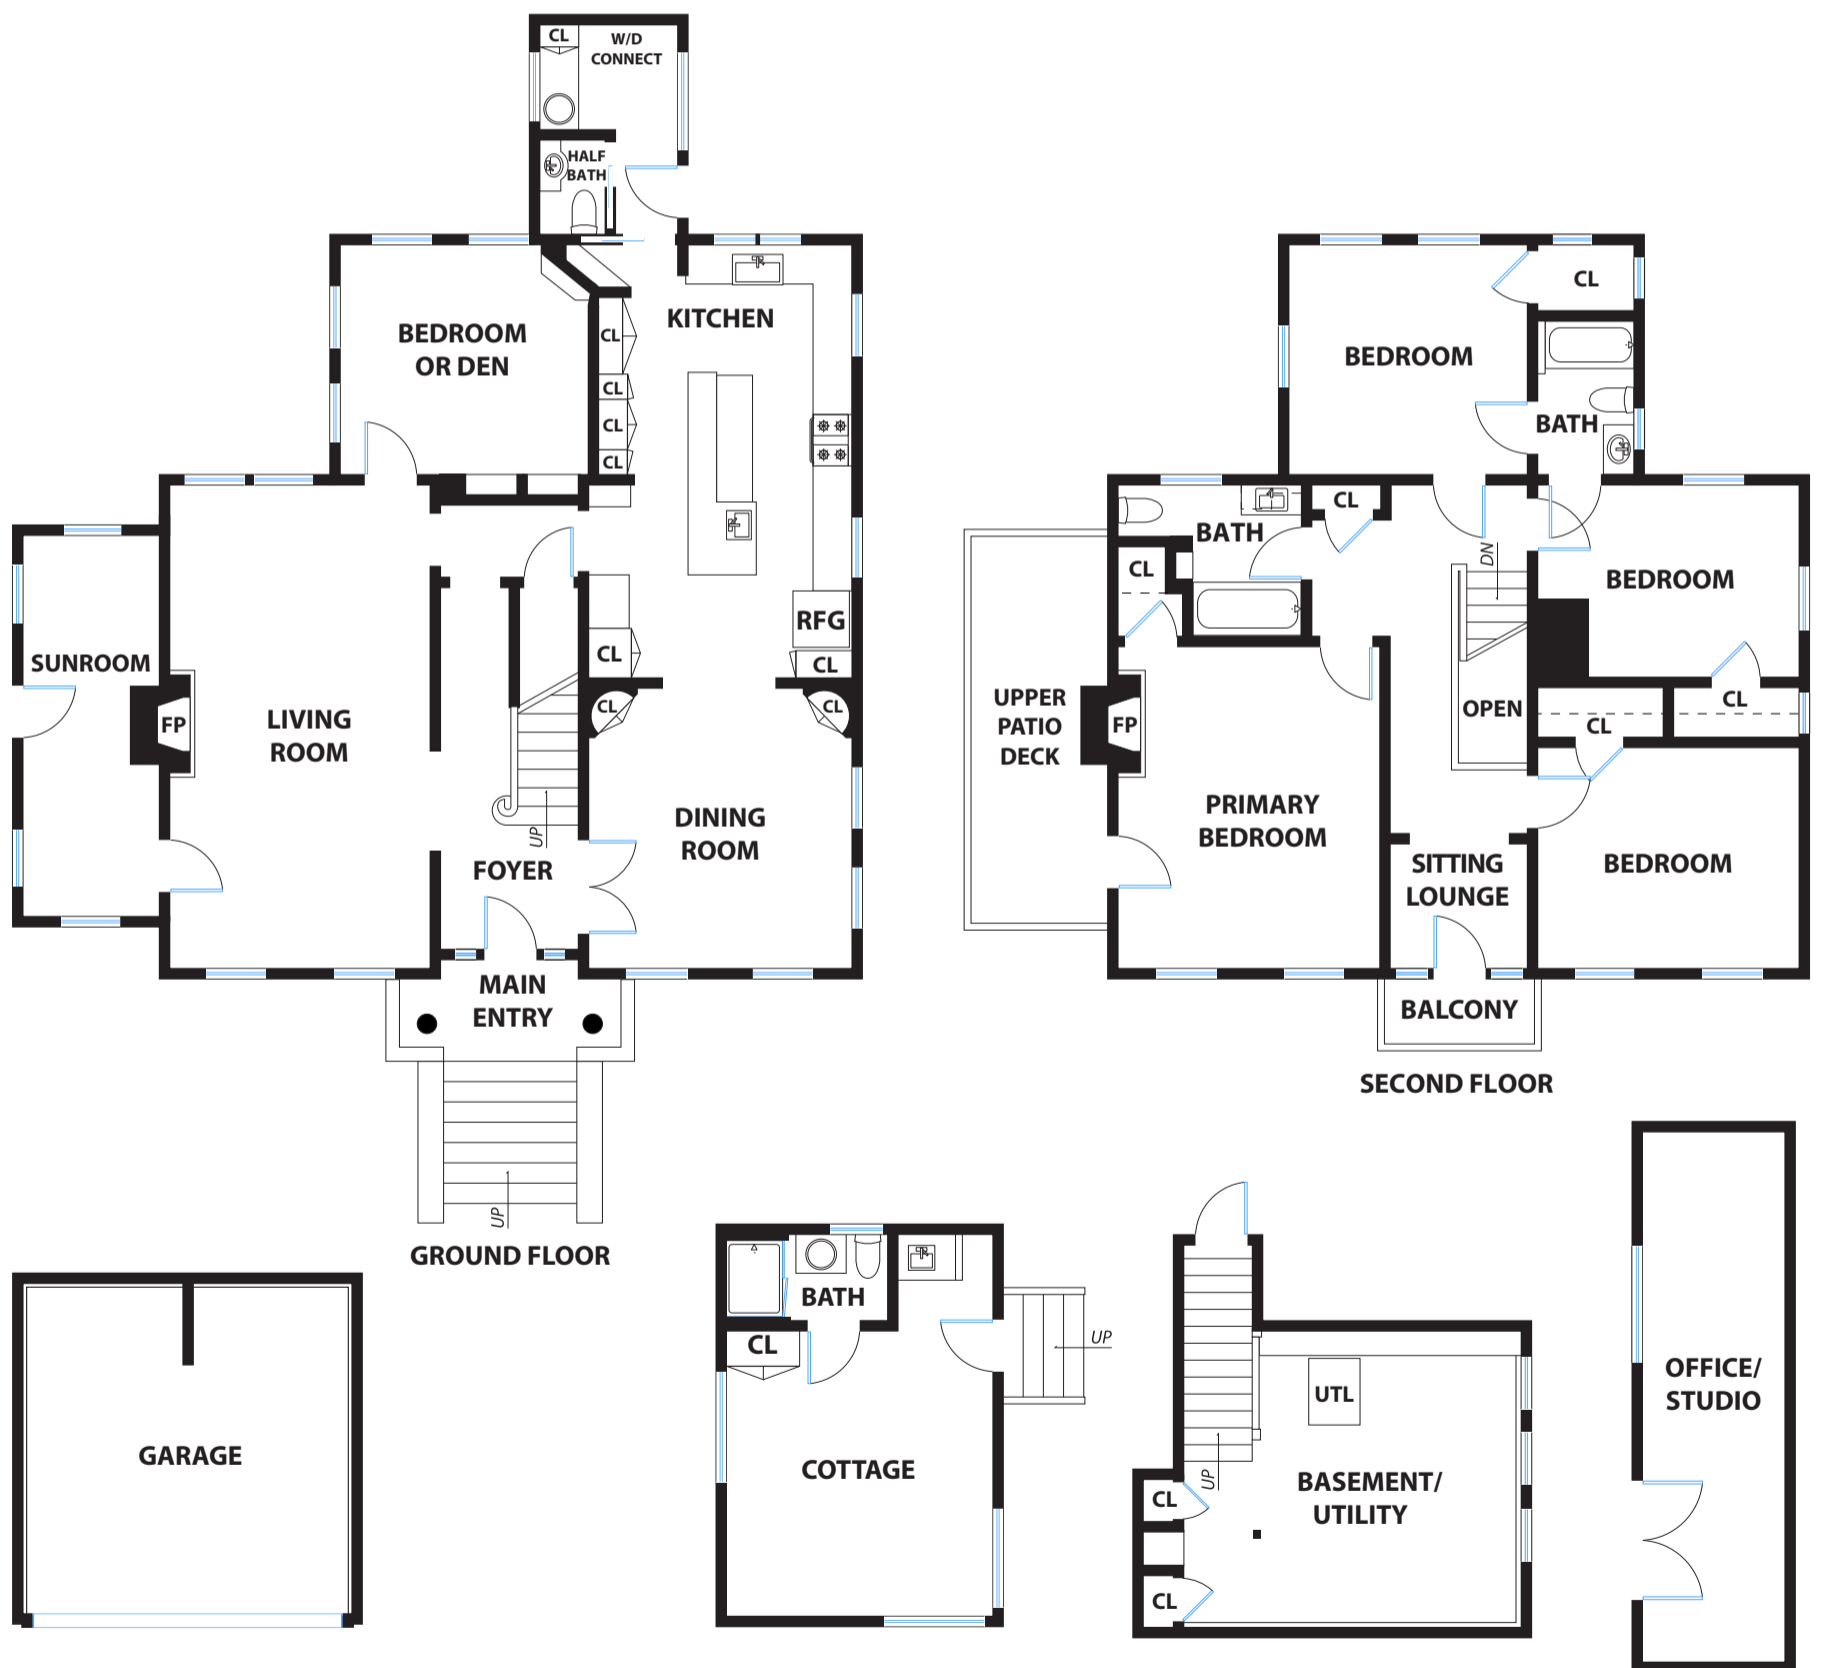 CL
W/D
CONNECT
HALF
BATH
KITCHEN
BEDROOM
OR DEN
CL
CL
CL
CL
SUNROOM
FP
LIVING
ROOM
CL
RFG
CL
CL
CL
UP
DINING
ROOM
FOYER
MAIN
ENTRY
UP
GROUND FLOOR
CL
BEDROOM
BATH
CL
BATH
CL
DN
BEDROOM
UPPER
PATIO
DECK
FP
OPEN
CL
CL
PRIMARY
BEDROOM
SITTING
LOUNGE
BEDROOM
BALCONY
SECOND FLOOR
GARAGE
BATH
CL
UP
COTTAGE
UTL
UP
BASEMENT/
UTILITY
CL
CL
OFFICE/
STUDIO